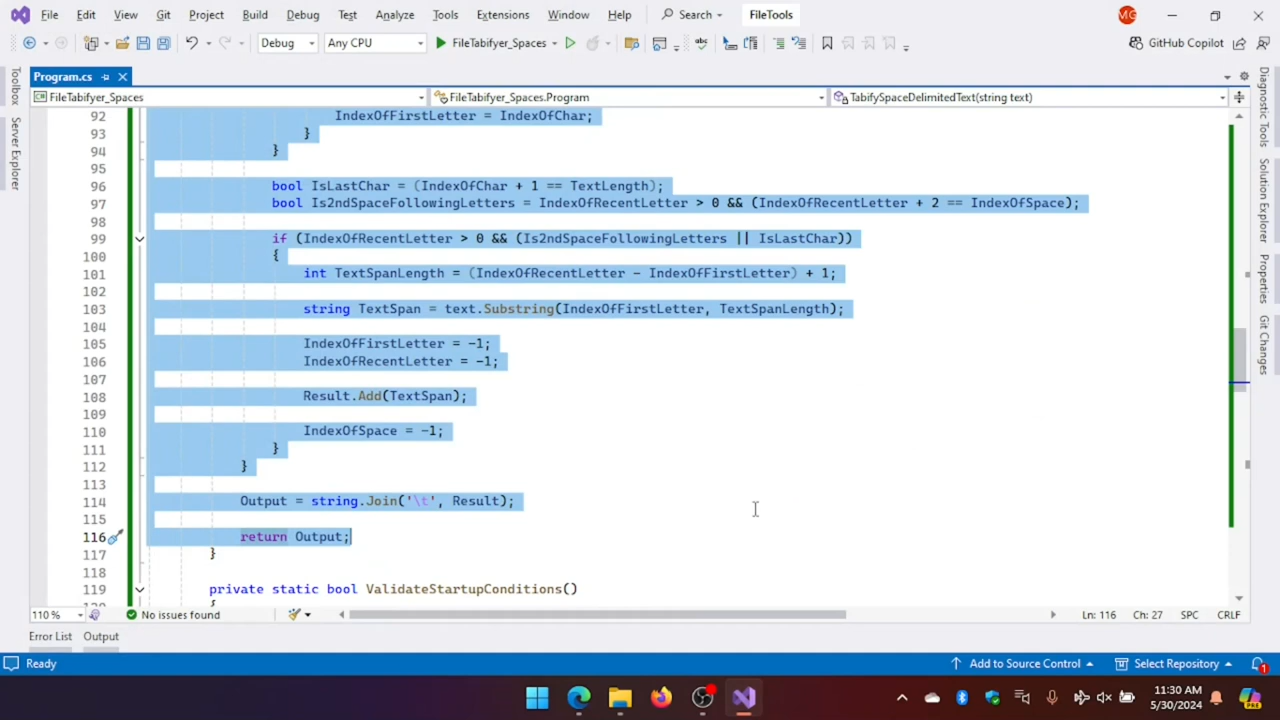 File Edit View Git Project Build Debug Test Analyze Tools Extensions Window Help Search FileTools MG
Debug Any CPU FileTabifyer_Spaces GitHub Copilot
Program.cs
FileTabifyer_Spaces FileTabifyer_Spaces.Program TabifySpaceDelimitedText(string text)
Toolbox
Server Explorer
92 IndexOfFirstLetter = IndexOfChar;
93 }
94 }
95
96 bool IsLastChar = (IndexOfChar + 1 == TextLength);
97 bool Is2ndSpaceFollowingLetters = IndexOfRecentLetter > 0 && (IndexOfRecentLetter + 2 == IndexOfSpace);
98
99 if (IndexOfRecentLetter > 0 && (Is2ndSpaceFollowingLetters || IsLastChar))
100 {
101 int TextSpanLength = (IndexOfRecentLetter - IndexOfFirstLetter) + 1;
102
103 string TextSpan = text.Substring(IndexOfFirstLetter, TextSpanLength);
104
105 IndexOfFirstLetter = -1;
106 IndexOfRecentLetter = -1;
107
108 Result.Add(TextSpan);
109
110 IndexOfSpace = -1;
111 }
112 }
113
114 Output = string.Join('\t', Result);
115
116 return Output;
117 }
118
119 private static bool ValidateStartupConditions()
{
Diagnostic Tools
Solution Explorer
Properties
Git Changes
110 % No issues found Ln: 116 Ch: 27 SPC CRLF
Error List Output
Ready Add to Source Control Select Repository 1
11:30 AM
5/30/2024
PRE